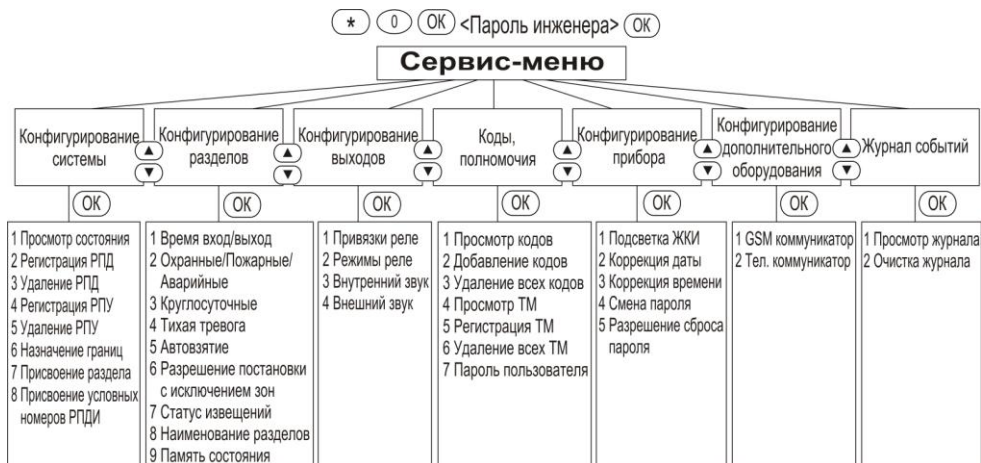 * 0 OK <Пароль инженера> OK
Сервис-меню
Конфигурирование
системы
Конфигурирование
разделов
Конфигурирование
выходов
Коды,
полномочия
Конфигурирование
прибора
Конфигурирование
дополнительного
оборудования
Журнал событий
OK
OK
OK
OK
OK
OK
OK
1 Просмотр состояния
2 Регистрация РПД
3 Удаление РПД
4 Регистрация РПУ
5 Удаление РПУ
6 Назначение границ
7 Присвоение раздела
8 Присвоение условных
номеров РПДИ
1 Время вход/выход
2 Охранные/Пожарные/
Аварийные
3 Круглосуточные
4 Тихая тревога
5 Автовзятие
6 Разрешение постановки
с исключением зон
7 Статус извещений
8 Наименование разделов
9 Память состояния
1 Привязки реле
2 Режимы реле
3 Внутренний звук
4 Внешний звук
1 Просмотр кодов
2 Добавление кодов
3 Удаление всех кодов
4 Просмотр ТМ
5 Регистрация ТМ
6 Удаление всех ТМ
7 Пароль пользователя
1 Подсветка ЖКИ
2 Коррекция даты
3 Коррекция времени
4 Смена пароля
5 Разрешение сброса
пароля
1 GSM коммуникатор
2 Тел. коммуникатор
1 Просмотр журнала
2 Очистка журнала